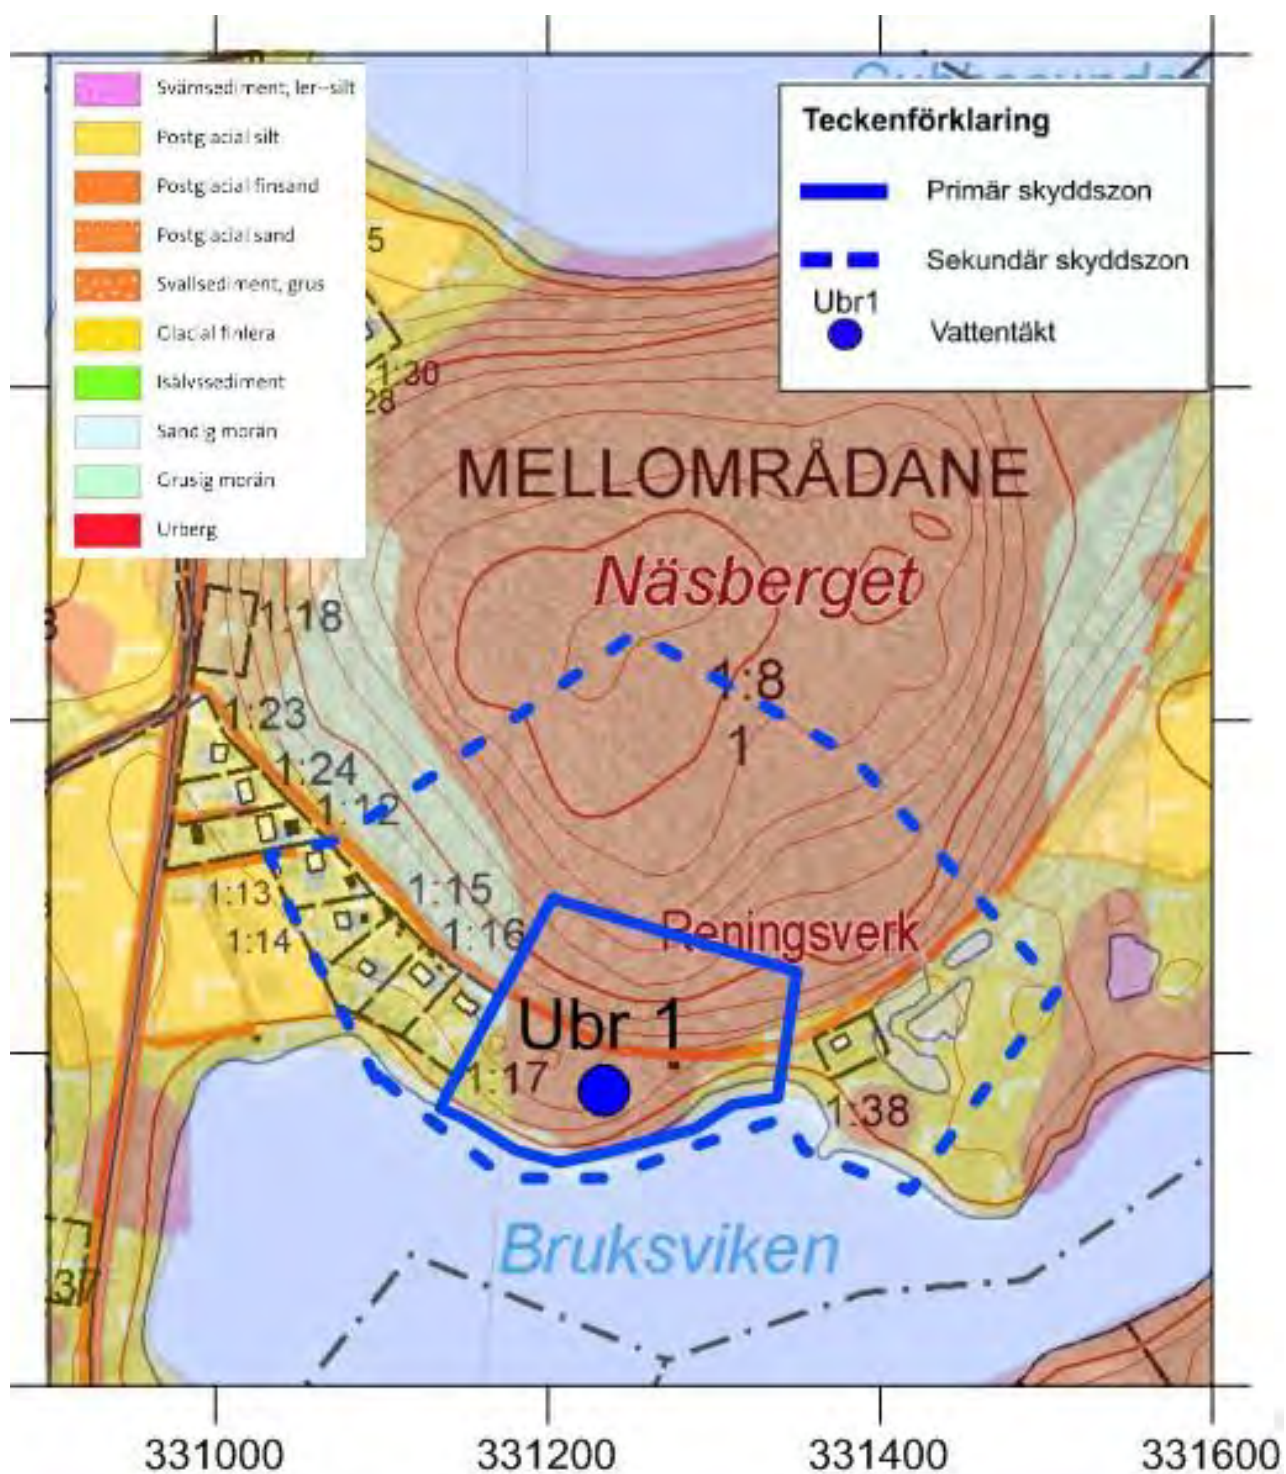 Svämsediment, ler--silt
Postglacial silt
Postglacial finsand
Postglacial sand
Svallsediment, grus
Glacial finlera
Isälvssediment
Sandig morän
Grusig morän
Urberg
Teckenförklaring
Primär skyddszon
Sekundär skyddszon
Ubr1
Vattentäkt
5
1:30
28
MELLOMRÅDANE
Näsberget
1:18
1:8
1
1:23
1:24
1:12
1:13
1:15
1:14
1:16
Reningsverk
Ubr 1
1:17
1:38
Bruksviken
37
331000
331200
331400
331600